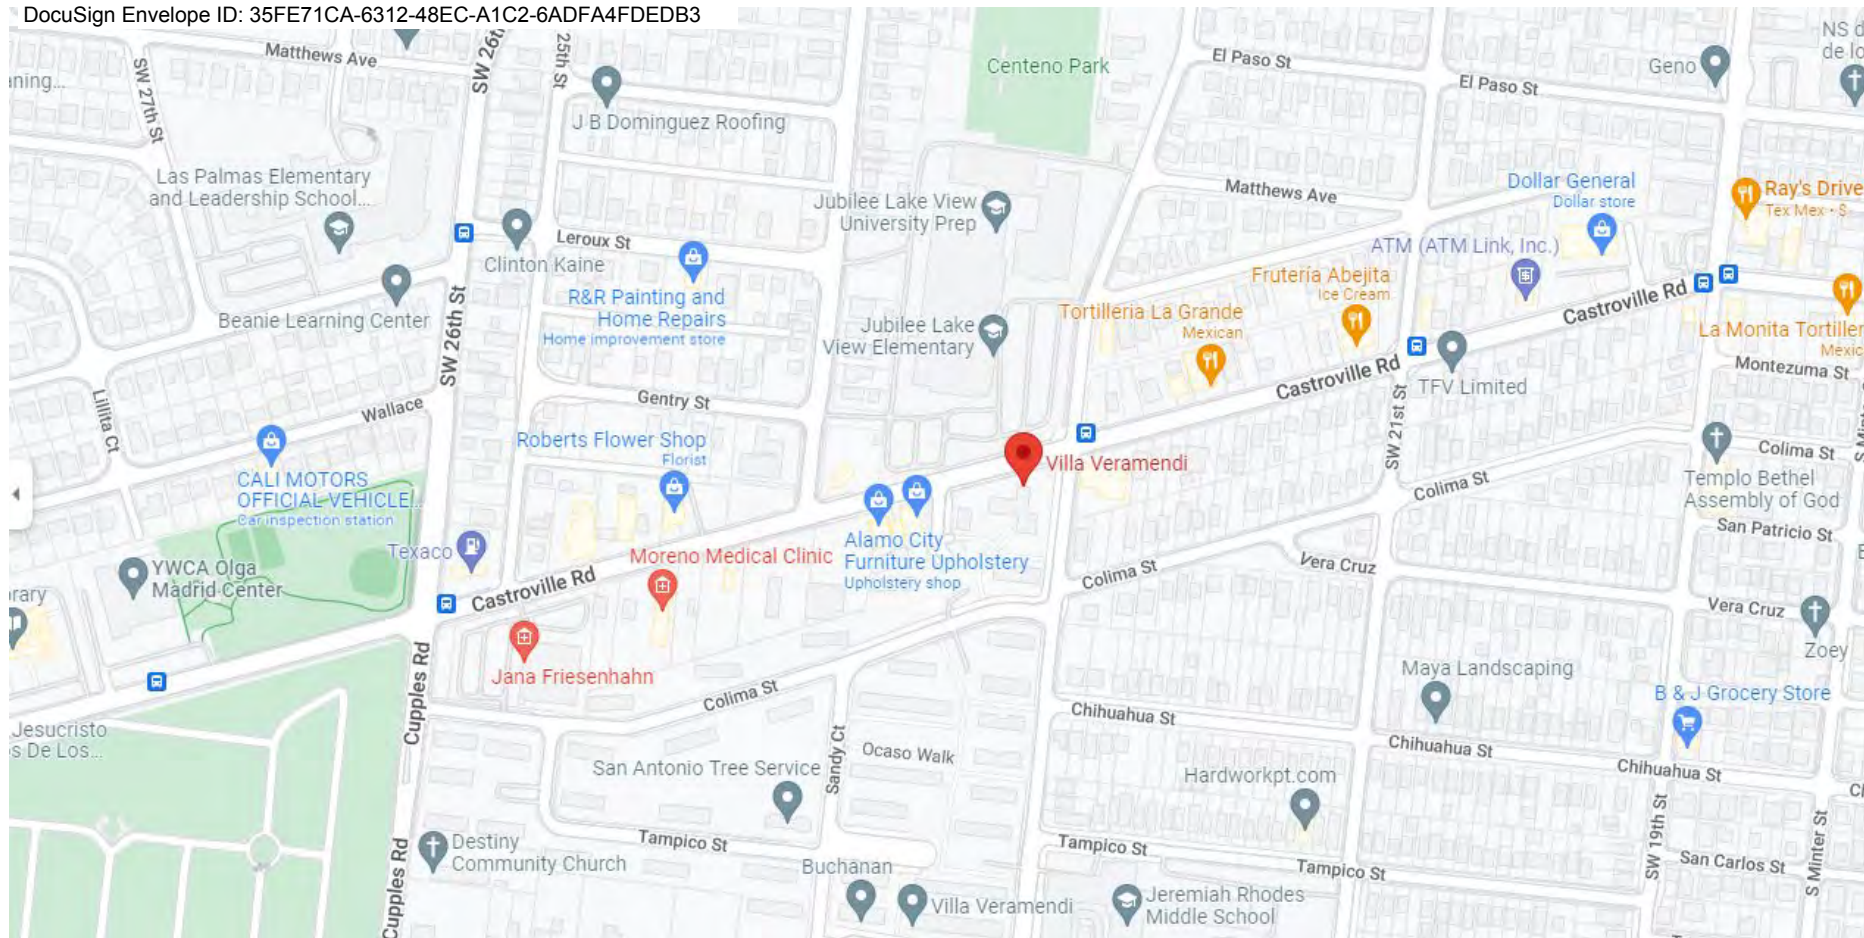 DocuSign Envelope ID: 35FE71CA-6312-48EC-A1C2-6ADFA4FDEDB3
Matthews Ave
SW 27th St
25th St
J B Dominguez Roofing
Centeno Park
El Paso St
El Paso St
Geno
Las Palmas Elementary
and Leadership School...
Jubilee Lake View
University Prep
Matthews Ave
Dollar General
Dollar store
Ray's Drive
Tex Mex • S
Leroux St
Clinton Kaine
ATM (ATM Link, Inc.)
Fruteria Abejita
Ice Cream
R&R Painting and
Home Repairs
Home improvement store
Beanie Learning Center
SW 26th St
Jubilee Lake
View Elementary
Tortilleria La Grande
Mexican
Castroville Rd
La Monita Tortiller
Mexic
Montezuma St
Castroville Rd
TFV Limited
Lillita Ct
Wallace
Gentry St
SW 21st St
Roberts Flower Shop
Florist
Villa Veramendi
Colima St
Colima St
CALI MOTORS
OFFICIAL VEHICLE...
Car inspection station
Templo Bethel
Assembly of God
San Patricio St
Texaco
Moreno Medical Clinic
Alamo City
Furniture Upholstery
Upholstery shop
Colima St
Vera Cruz
Vera Cruz
YWCA Olga
Madrid Center
Castroville Rd
Zoey
Jana Friesenhahn
Colima St
Cupples Rd
Maya Landscaping
B & J Grocery Store
Chihuahua St
Chihuahua St
Chihuahua St
Jesucristo
s De Los...
San Antonio Tree Service
Sandy Ct
Ocaso Walk
Hardworkpt.com
Tampico St
Tampico St
Tampico St
SW 19th St
San Carlos St
S Minter St
Destiny
Community Church
Cupples Rd
Buchanan
Villa Veramendi
Jeremiah Rhodes
Middle School